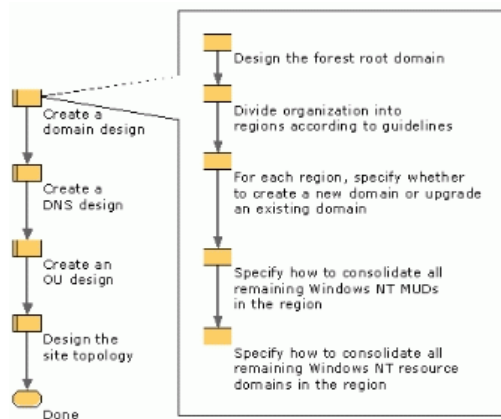 Create a
domain design
Create a
DNS design
Create an
OU design
Design the
site topology
Done
Design the forest root domain
Divide organization into
regions according to guidelines
For each region, specify whether
to create a new domain or upgrade
an existing domain
Specify how to consolidate all
remaining Windows NT MUDs
in the region
Specify how to consolidate all
remaining Windows NT resource
domains in the region